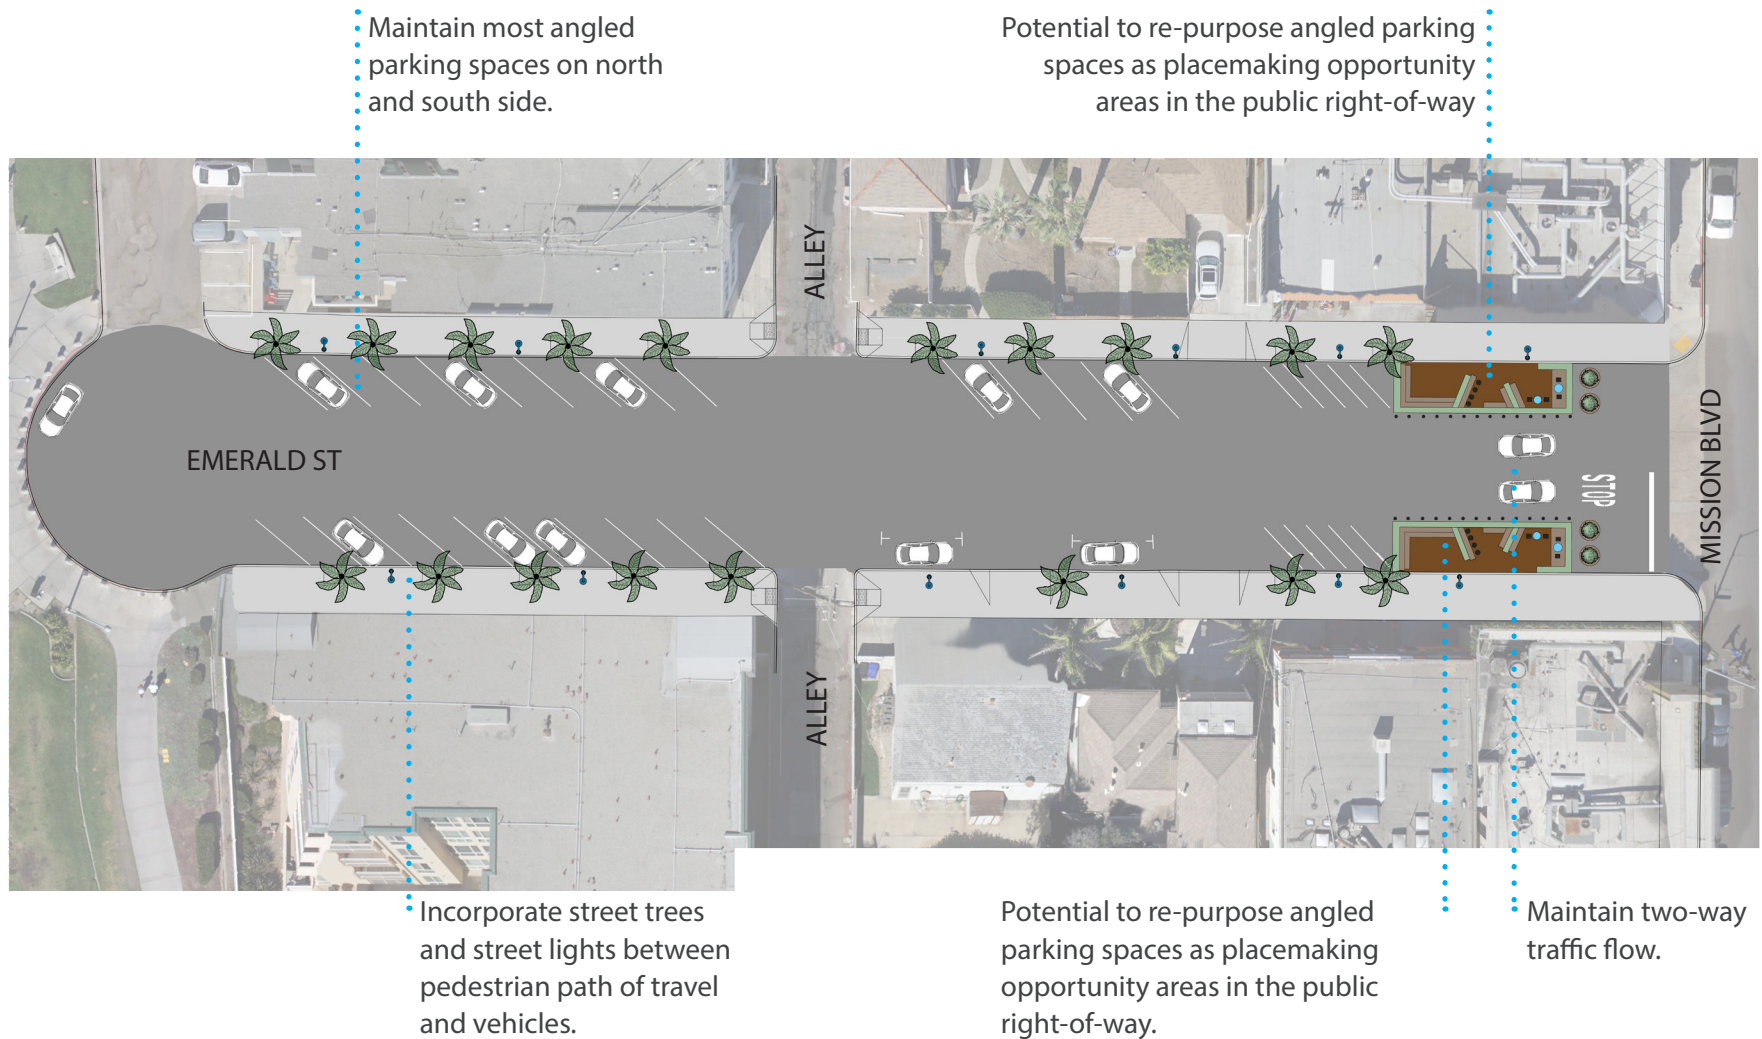 Maintain most angled
parking spaces on north
and south side.
Potential to re-purpose angled parking
spaces as placemaking opportunity
areas in the public right-of-way
ALLEY
EMERALD ST
STOP
MISSION BLVD
ALLEY
Incorporate street trees
and street lights between
pedestrian path of travel
and vehicles.
Potential to re-purpose angled
parking spaces as placemaking
opportunity areas in the public
right-of-way.
Maintain two-way
traffic flow.